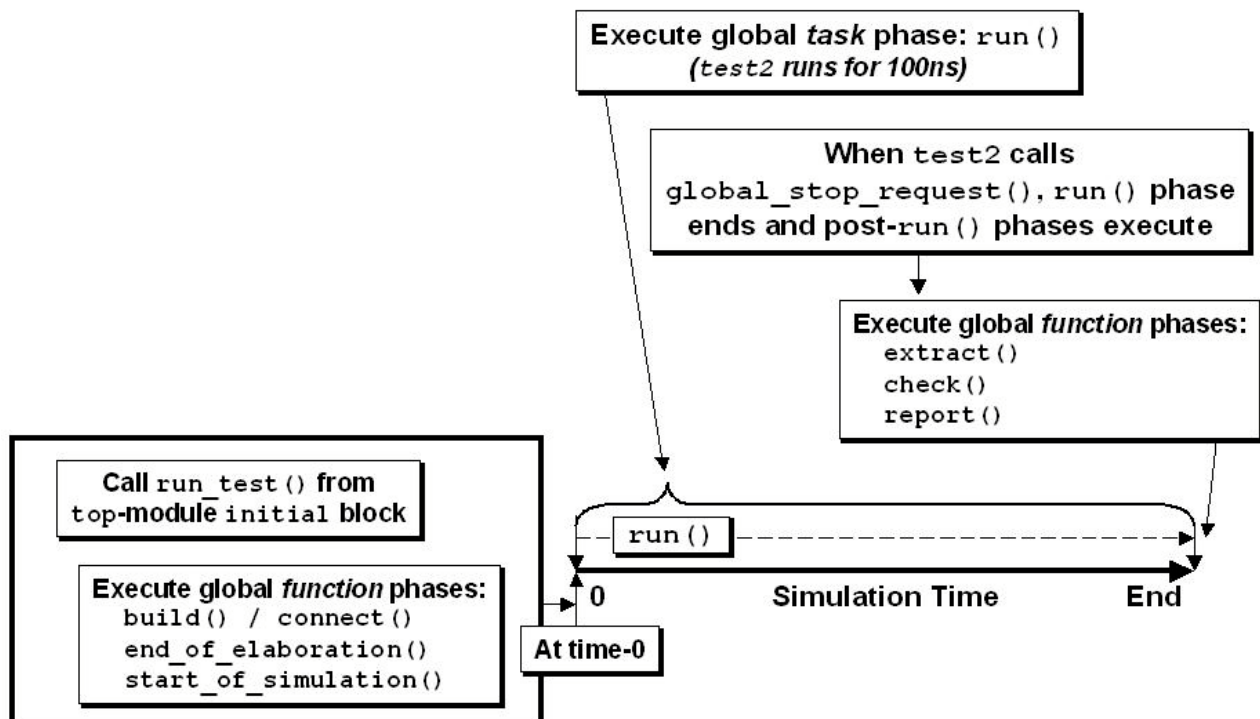 Execute global task phase: run()
(test2 runs for 100ns)
When test2 calls
global_stop_request(), run() phase
ends and post-run() phases execute
Execute global function phases:
extract()
check()
report()
Call run_test() from
top-module initial block
Execute global function phases:
build() / connect()
end_of_elaboration()
start_of_simulation()
run()
0 Simulation Time End
At time-0